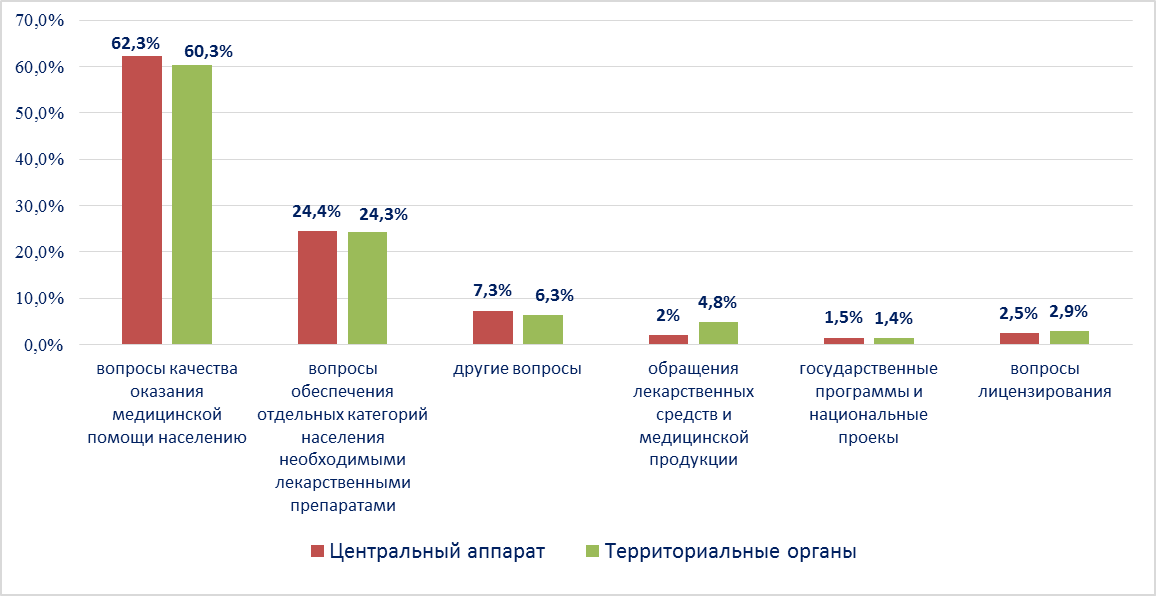 70,0%
60,0%
50,0%
40,0%
30,0%
20,0%
10,0%
0,0%
62,3%
60,3%
24,4%
24,3%
7,3%
6,3%
2%
4,8%
1,5%
1,4%
2,5%
2,9%
вопросы качества
оказания
медицинской
помощи населению
вопросы
обеспечения
отдельных категорий
населения
необходимыми
лекарственными
препаратами
другие вопросы
обращения
лекарственных
средств и
медицинской
продукции
государственные
программы и
национальные
проекы
вопросы
лицензирования
Центральный аппарат
Территориальные органы